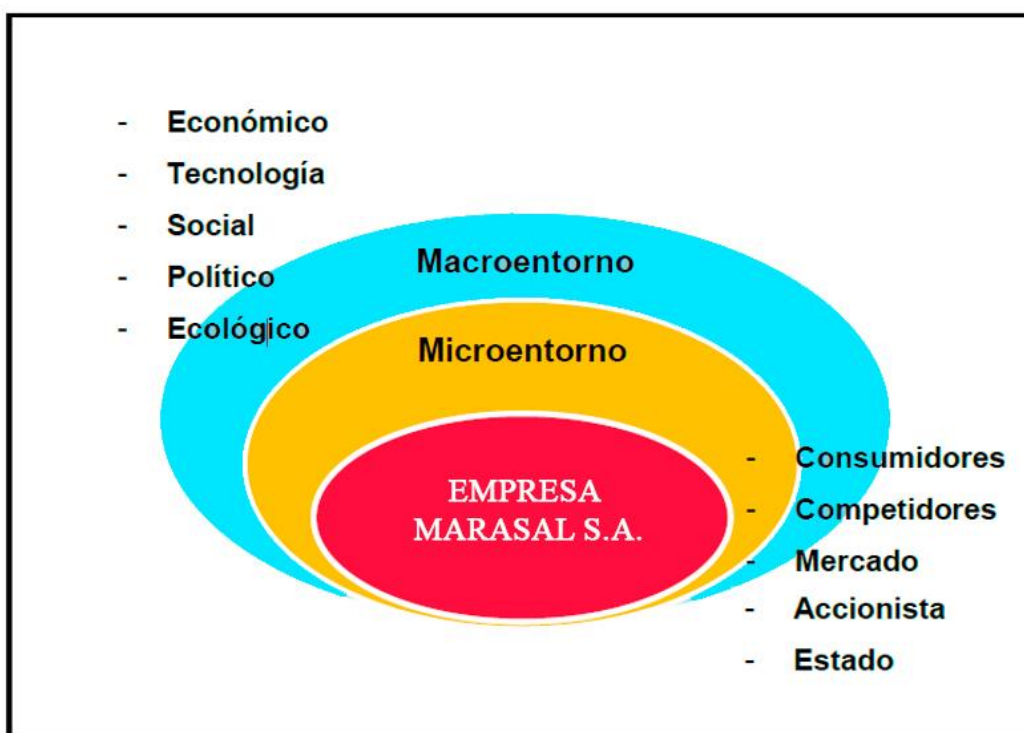 - Económico
- Tecnología
- Social
- Político
- Ecológico
Macroentorno
Microentorno
EMPRESA
MARASAL S.A.
- Consumidores
- Competidores
- Mercado
- Accionista
- Estado